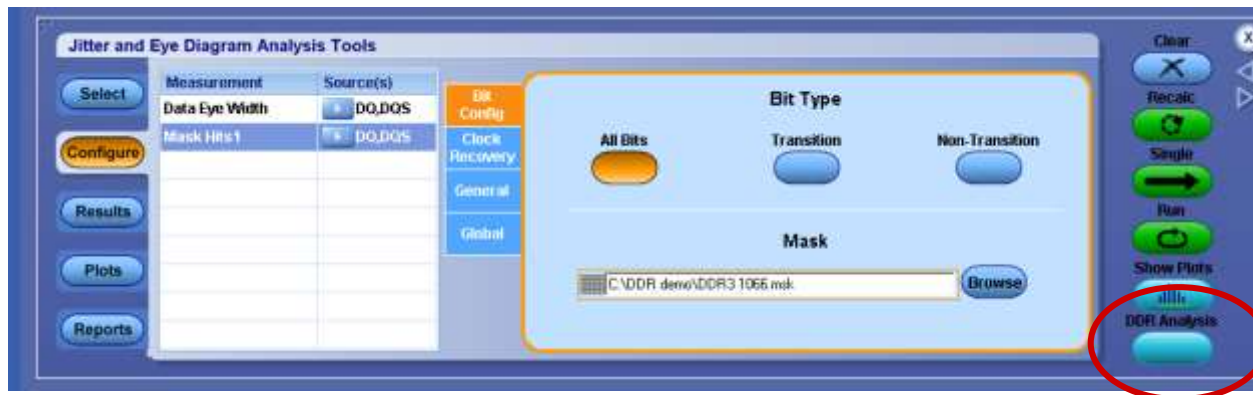 Jitter and Eye Diagram Analysis Tools
Select
Configure
Results
Plots
Reports
Measurement Source(s)
Data Eye Width DQ,DQS
Mask Hits1 DQ,DQS
Bit Config
Clock Recovery
General
Global
Bit Type
All Bits Transition Non-Transition
Mask
C:\DDR demo\DDR3 1066.msk Browse
Clear
X
Recalc
Single
Run
Show Plots
DDR Analysis